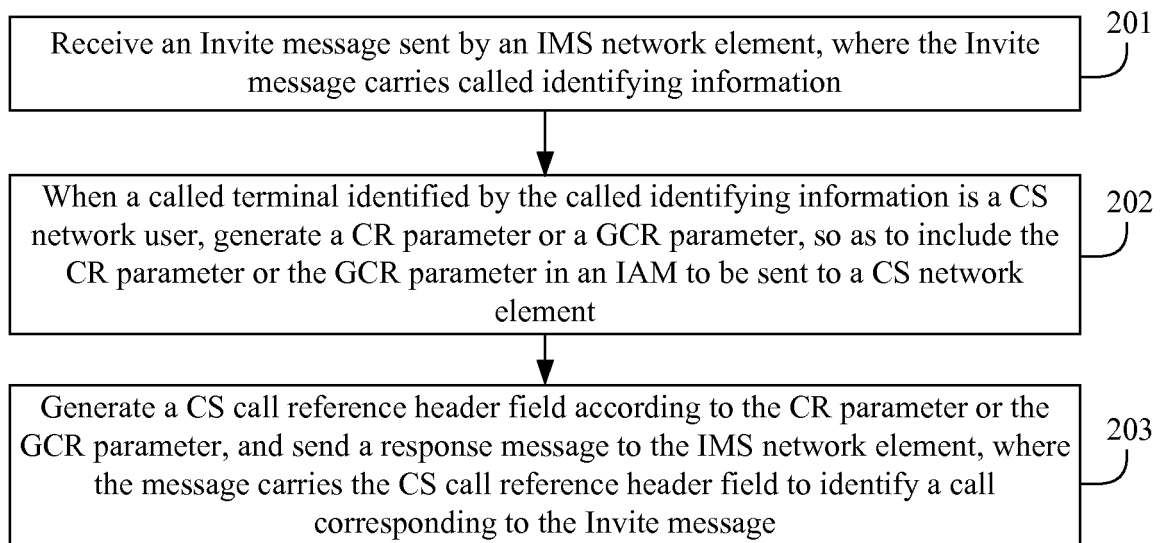 Receive an Invite message sent by an IMS network element, where the Invite
message carries called identifying information
201
When a called terminal identified by the called identifying information is a CS
network user, generate a CR parameter or a GCR parameter, so as to include the
CR parameter or the GCR parameter in an IAM to be sent to a CS network
element
202
Generate a CS call reference header field according to the CR parameter or the
GCR parameter, and send a response message to the IMS network element, where
the message carries the CS call reference header field to identify a call
corresponding to the Invite message
203